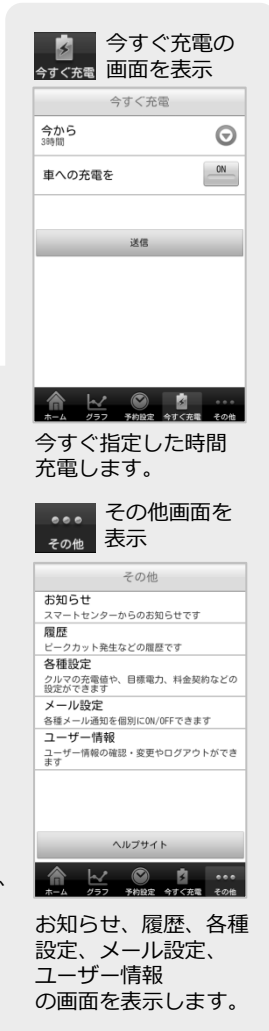 今すぐ充電
今すぐ充電の
画面を表示
今すぐ充電
今から
3時間
車への充電を
ON
送信
ホーム グラフ 予約設定 今すぐ充電 その他
今すぐ指定した時間
充電します。
その他
その他画面を
表示
その他
お知らせ
スマートセンターからのお知らせです
履歴
ピークカット発生などの履歴です
各種設定
クルマの充電値や、目標電力、料金契約などの
設定ができます
メール設定
各種メール通知を個別にON/OFFできます
ユーザー情報
ユーザー情報の確認・変更やログアウトができ
ます
ヘルプサイト
ホーム グラフ 予約設定 今すぐ充電 その他
、
お知らせ、履歴、各種
設定、メール設定、
ユーザー情報
の画面を表示します。